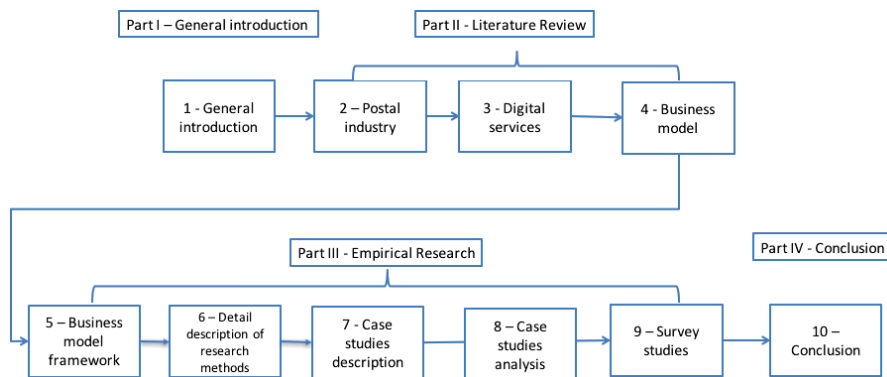 Part I – General introduction
Part II - Literature Review
1 - General
introduction
2 – Postal
industry
3 - Digital
services
4 - Business
model
Part III - Empirical Research
Part IV - Conclusion
5 – Business
model
framework
6 – Detail
description of
research
methods
7 - Case
studies
description
8 – Case
studies
analysis
9 – Survey
studies
10 –
Conclusion